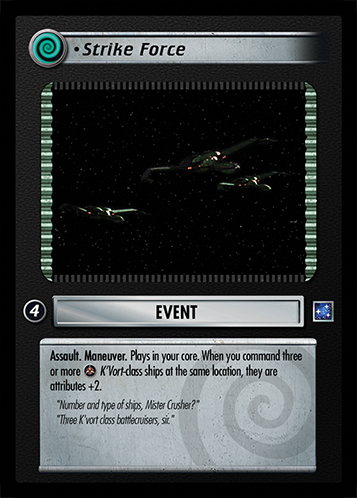 • Strike Force
4 EVENT
Assault. Maneuver. Plays in your core. When you command three
or more K'Vort-class ships at the same location, they are
attributes +2.
"Number and type of ships, Mister Crusher?"
"Three K'vort class battlecruisers, sir."